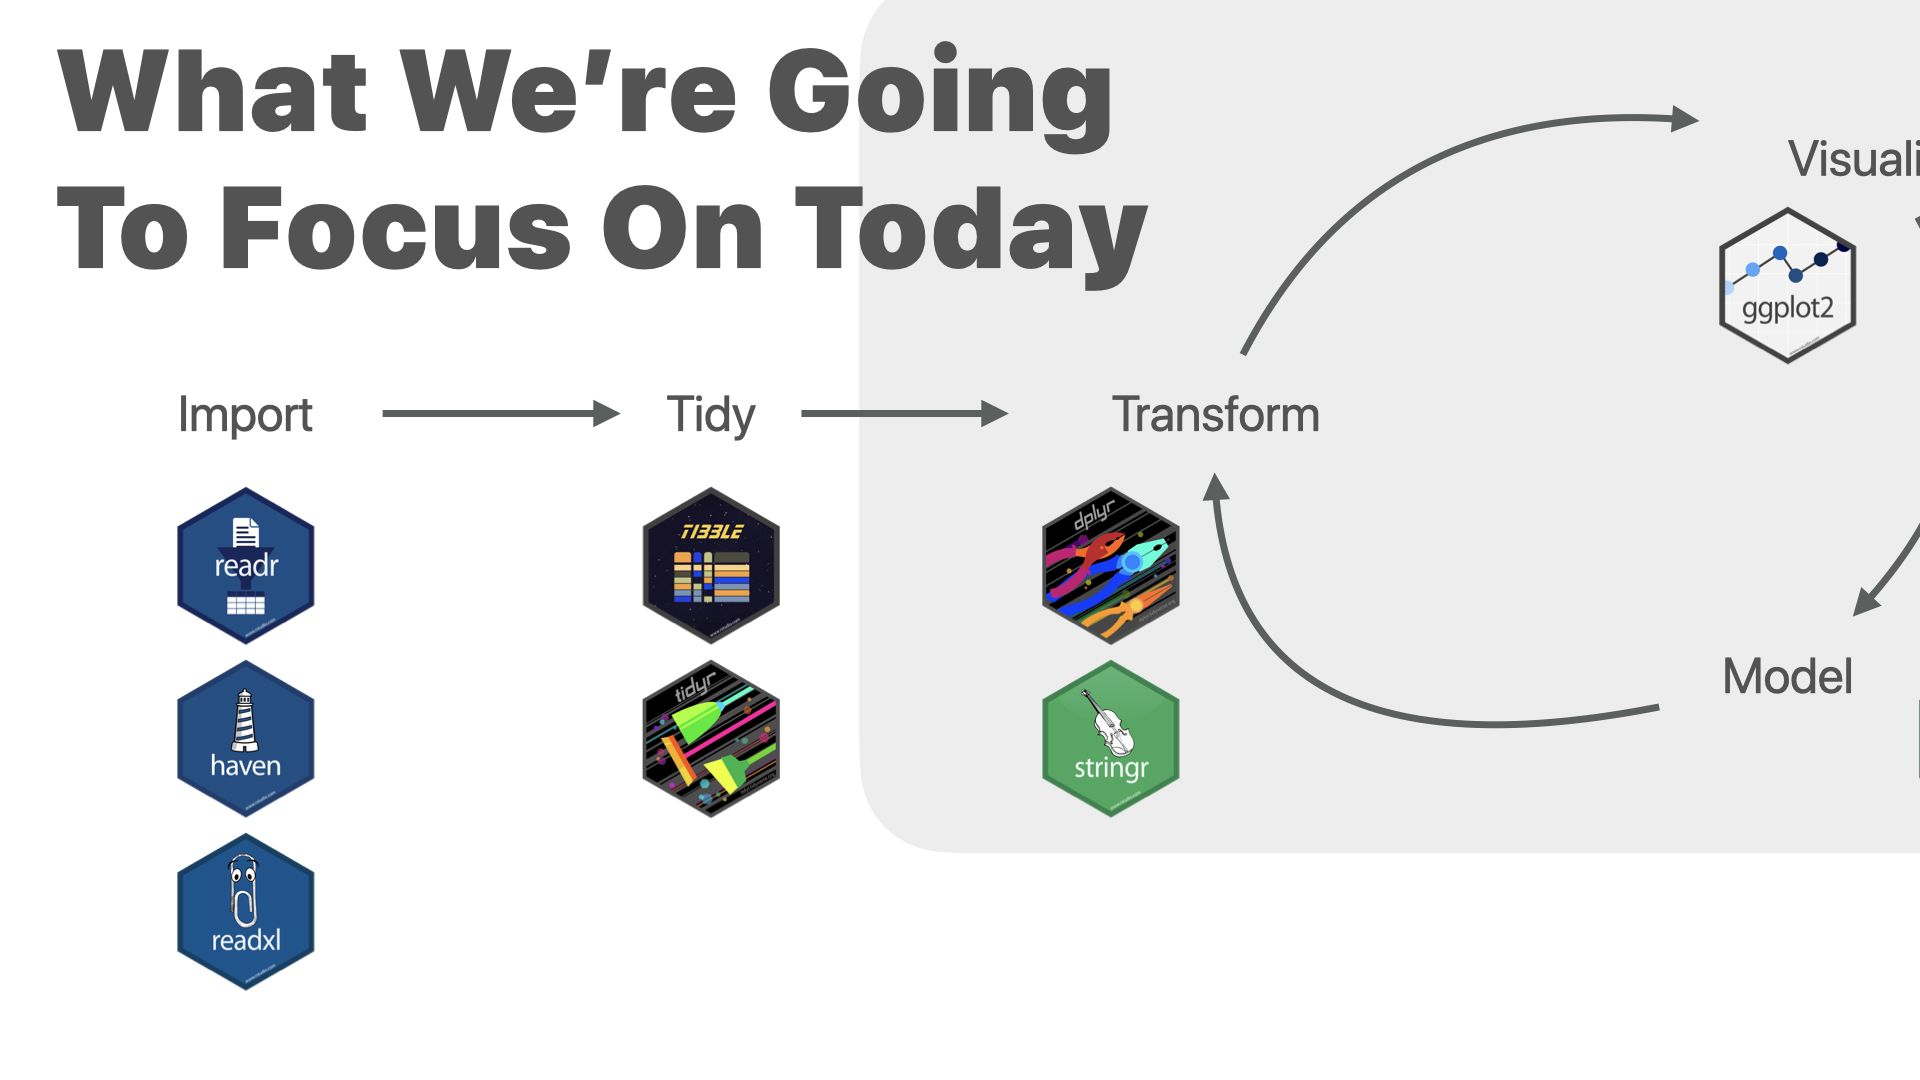 What We’re Going
To Focus On Today
Visuali
ggplot2
Import
Tidy
Transform
readr
TIBBLE
dplyr
haven
tidyr
stringr
Model
readxl